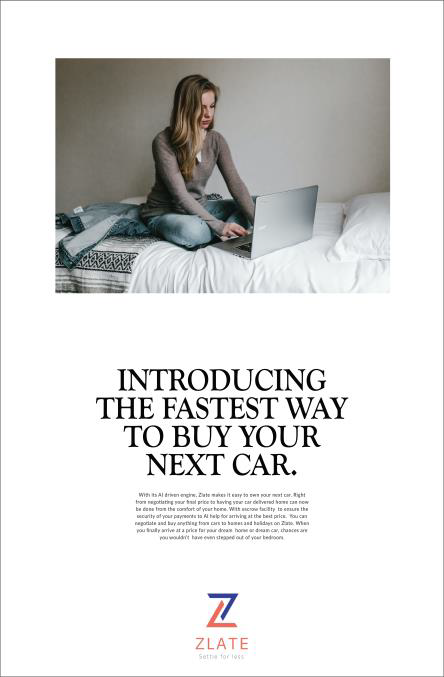 INTRODUCING
THE FASTEST WAY
TO BUY YOUR
NEXT CAR.
With its AI driven engine, Zlate makes it easy to own your next car. Right
from negotiating your final price to having your car delivered home can now
be done from the comfort of your home. With escrow facility to ensure the
security of your payments to AI help for arriving at the best price. You can
negotiate and buy anything from cars to homes and holidays on Zlate. When
you finally arrive at a price for your dream home or dream car, chances are
you wouldn't have even stepped out of your bedroom.
ZLATE
Settle for less